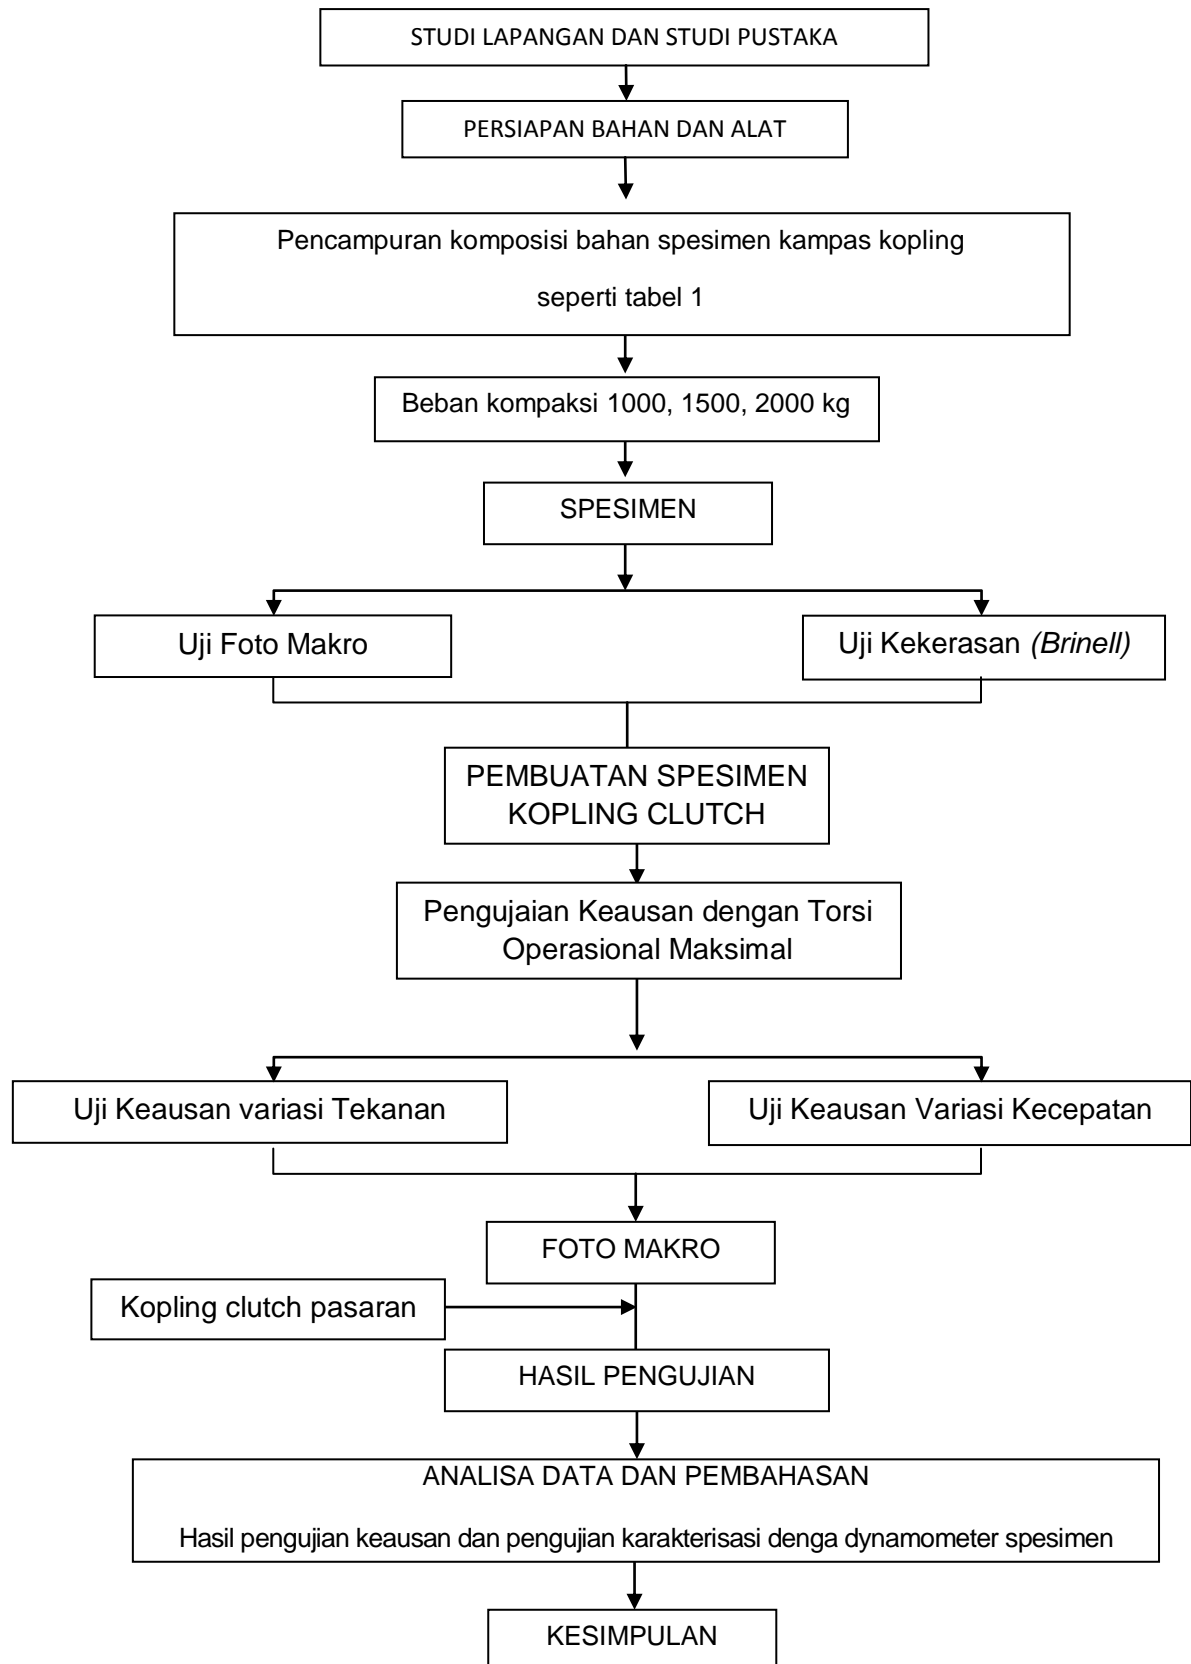 STUDI LAPANGAN DAN STUDI PUSTAKA
PERSIAPAN BAHAN DAN ALAT
Pencampuran komposisi bahan spesimen kampas kopling
seperti tabel 1
Beban kompaksi 1000, 1500, 2000 kg
SPESIMEN
Uji Foto Makro
Uji Kekerasan (Brinell)
PEMBUATAN SPESIMEN
KOPLING CLUTCH
Pengujaian Keausan dengan Torsi
Operasional Maksimal
Uji Keausan variasi Tekanan
Uji Keausan Variasi Kecepatan
FOTO MAKRO
Kopling clutch pasaran
HASIL PENGUJIAN
ANALISA DATA DAN PEMBAHASAN
Hasil pengujian keausan dan pengujian karakterisasi denga dynamometer spesimen
KESIMPULAN